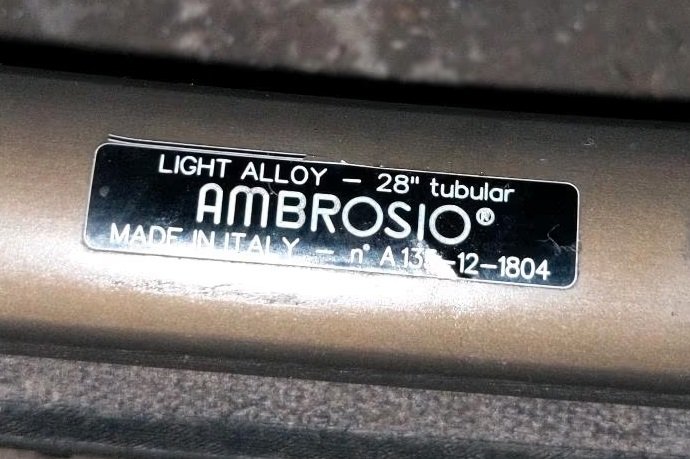 LIGHT ALLOY - 28" tubular
AMBROSIO®
MADE IN ITALY - n°